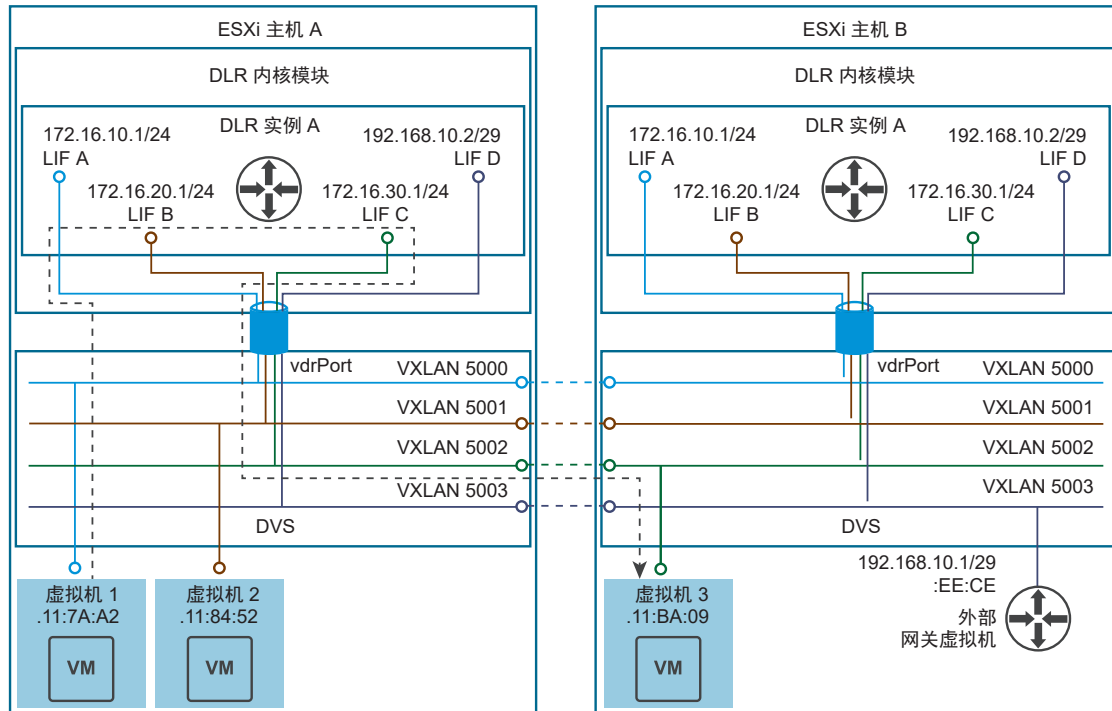 ESXi 主机 A
DLR 内核模块
DLR 实例 A
172.16.10.1/24
LIF A
192.168.10.2/29
LIF D
172.16.20.1/24
LIF B
172.16.30.1/24
LIF C
vdrPort
VXLAN 5000
VXLAN 5001
VXLAN 5002
VXLAN 5003
DVS
虚拟机 1
.11:7A:A2
VM
虚拟机 2
.11:84:52
VM
ESXi 主机 B
DLR 内核模块
DLR 实例 A
172.16.10.1/24
LIF A
192.168.10.2/29
LIF D
172.16.20.1/24
LIF B
172.16.30.1/24
LIF C
vdrPort
VXLAN 5000
VXLAN 5001
VXLAN 5002
VXLAN 5003
DVS
虚拟机 3
.11:BA:09
VM
192.168.10.1/29
:EE:CE
外部
网关虚拟机